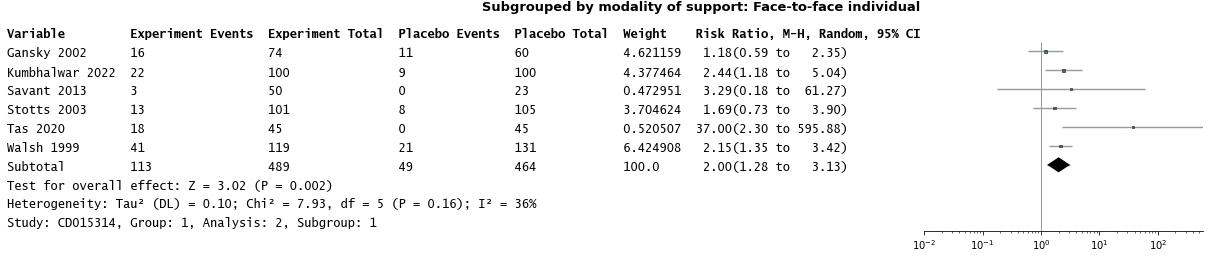 Subgrouped by modality of support: Face-to-face individual
Variable Experiment Events Experiment Total Placebo Events Placebo Total Weight Risk Ratio, M-H, Random, 95% CI
Gansky 2002 16 74 11 60 4.621159 1.18(0.59 to 2.35)
Kumbhalwar 2022 22 100 9 100 4.377464 2.44(1.18 to 5.04)
Savant 2013 3 50 0 23 0.472951 3.29(0.18 to 61.27)
Stotts 2003 13 101 8 105 3.704624 1.69(0.73 to 3.90)
Tas 2020 18 45 0 45 0.520507 37.00(2.30 to 595.88)
Walsh 1999 41 119 21 131 6.424908 2.15(1.35 to 3.42)
Subtotal 113 489 49 464 100.0 2.00(1.28 to 3.13)
Test for overall effect: Z = 3.02 (P = 0.002)
Heterogeneity: Tau² (DL) = 0.10; Chi² = 7.93, df = 5 (P = 0.16); I² = 36%
Study: CD015314, Group: 1, Analysis: 2, Subgroup: 1
10⁻² 10⁻¹ 10⁰ 10¹ 10²